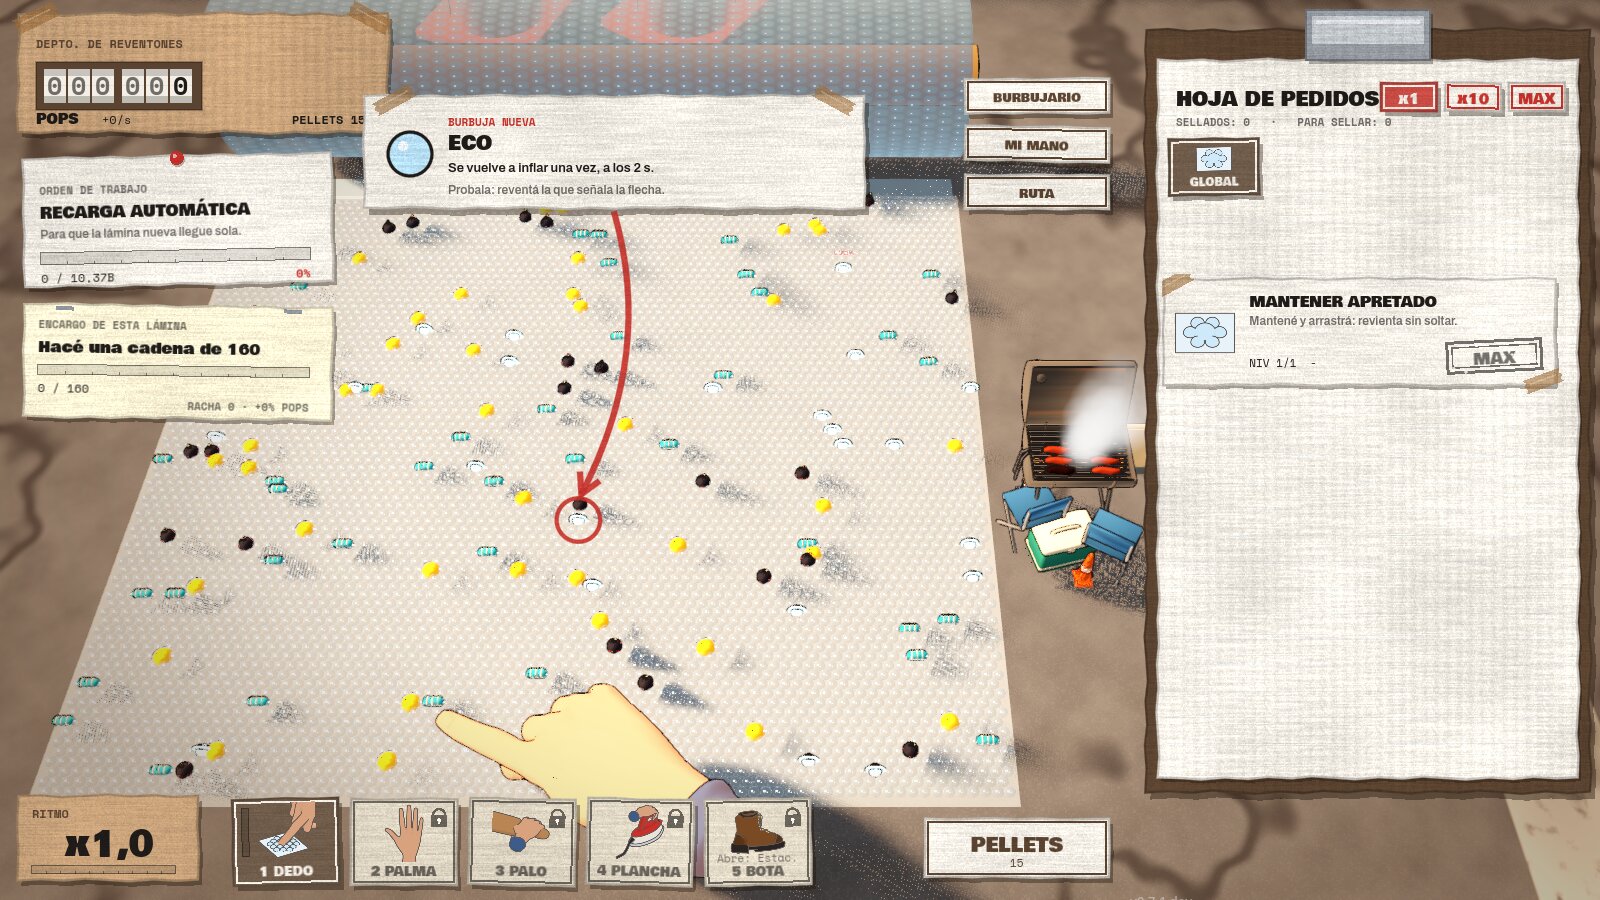 DEPTO. DE REVENTONES
000000
POPS +0/s PELLETS 15
ORDEN DE TRABAJO
RECARGA AUTOMÁTICA
Para que la lámina nueva llegue sola.
0 / 10.37B 0%
ENCARGO DE ESTA LÁMINA
Hacé una cadena de 160
0 / 160
RACHA 0 · +0% POPS
BURBUJA NUEVA
ECO
Se vuelve a inflar una vez, a los 2 s.
Probala: reventá la que señala la flecha.
BURBUJARIO
MI MANO
RUTA
HOJA DE PEDIDOS x1 x10 MAX
SELLADOS: 0 · PARA SELLAR: 0
GLOBAL
MANTENER APRETADO
Mantené y arrastrá: revienta sin soltar.
NIV 1/1 -
MAX
RITMO
x1,0
1 DEDO
2 PALMA
3 PALO
4 PLANCHA
Abre: Estac.
5 BOTA
PELLETS
15